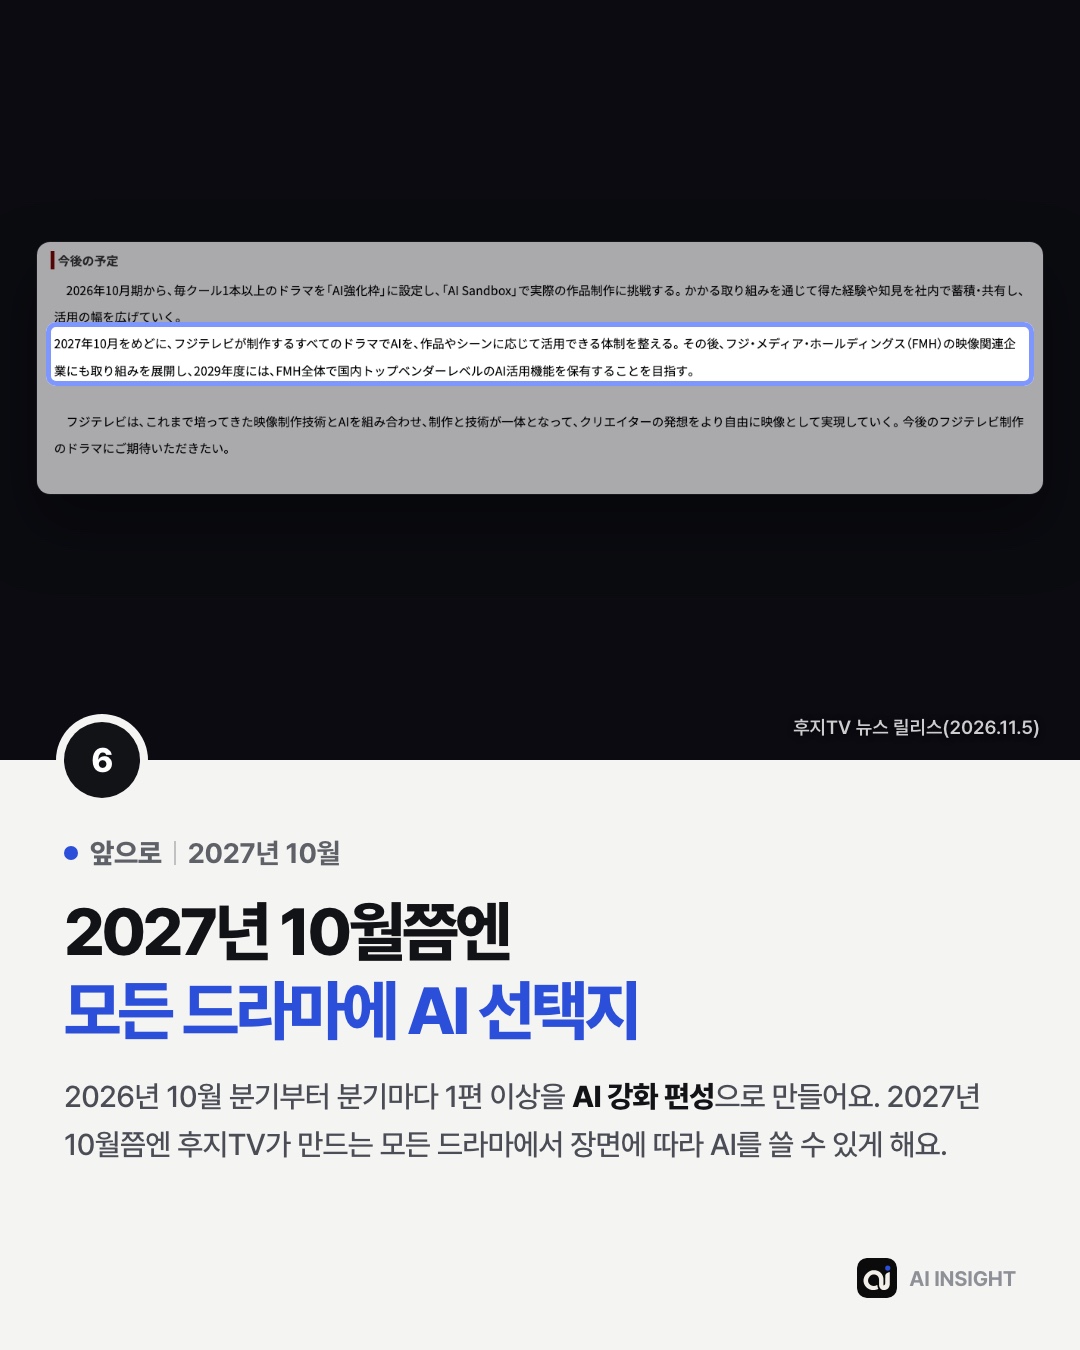 今後の予定
2026年10月期から、毎クール1本以上のドラマを「AI強化枠」に設定し、「AI Sandbox」で実際の作品制作に挑戦する。かかる取り組みを通じて得た経験や知見を社内で蓄積・共有し、
活用の幅を広げていく。
2027年10月をめどに、フジテレビが制作するすべてのドラマでAIを、作品やシーンに応じて活用できる体制を整える。その後、フジ・メディア・ホールディングス（FMH）の映像関連企
業にも取り組みを展開し、2029年度には、FMH全体で国内トップベンダーレベルのAI活用機能を保有することを目指す。
フジテレビは、これまで培ってきた映像制作技術とAIを組み合わせ、制作と技術が一体となって、クリエイターの発想をより自由に映像として実現していく。今後のフジテレビ制作
のドラマにご期待いただきたい。
후지TV 뉴스 릴리스(2026.11.5)
6
앞으로 | 2027년 10월
2027년 10월쯤엔
모든 드라마에 AI 선택지
2026년 10월 분기부터 분기마다 1편 이상을 AI 강화 편성으로 만들어요. 2027년
10월쯤엔 후지TV가 만드는 모든 드라마에서 장면에 따라 AI를 쓸 수 있게 해요.
ai AI INSIGHT